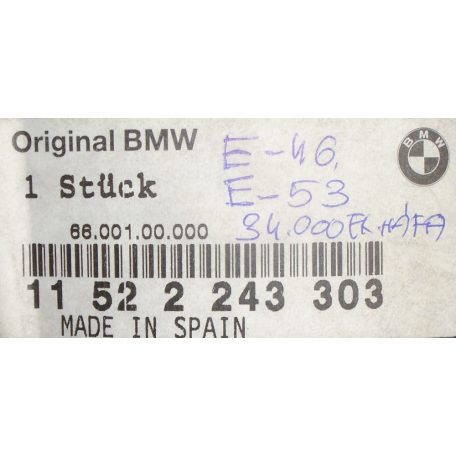 Original BMW
E-46,
BMW
1 Stück
E-53
66.001.00.000
34.000
11 52 2 243 303
MADE IN SPAIN